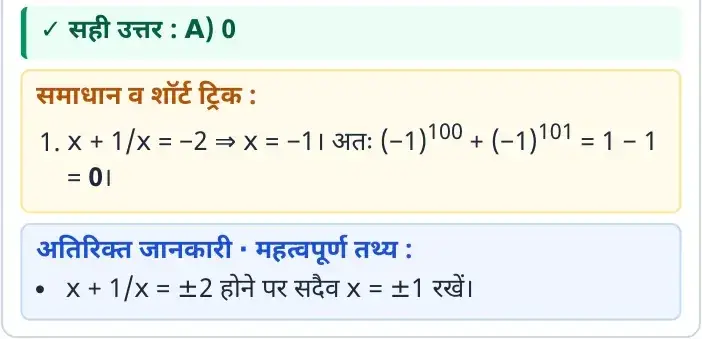 ✓ सही उत्तर : A) 0
समाधान व शॉर्ट ट्रिक :
1. x + 1/x = −2 ⇒ x = −1। अतः (−1)^100 + (−1)^101 = 1 − 1
= 0।
अतिरिक्त जानकारी · महत्वपूर्ण तथ्य :
• x + 1/x = ±2 होने पर सदैव x = ±1 रखें।